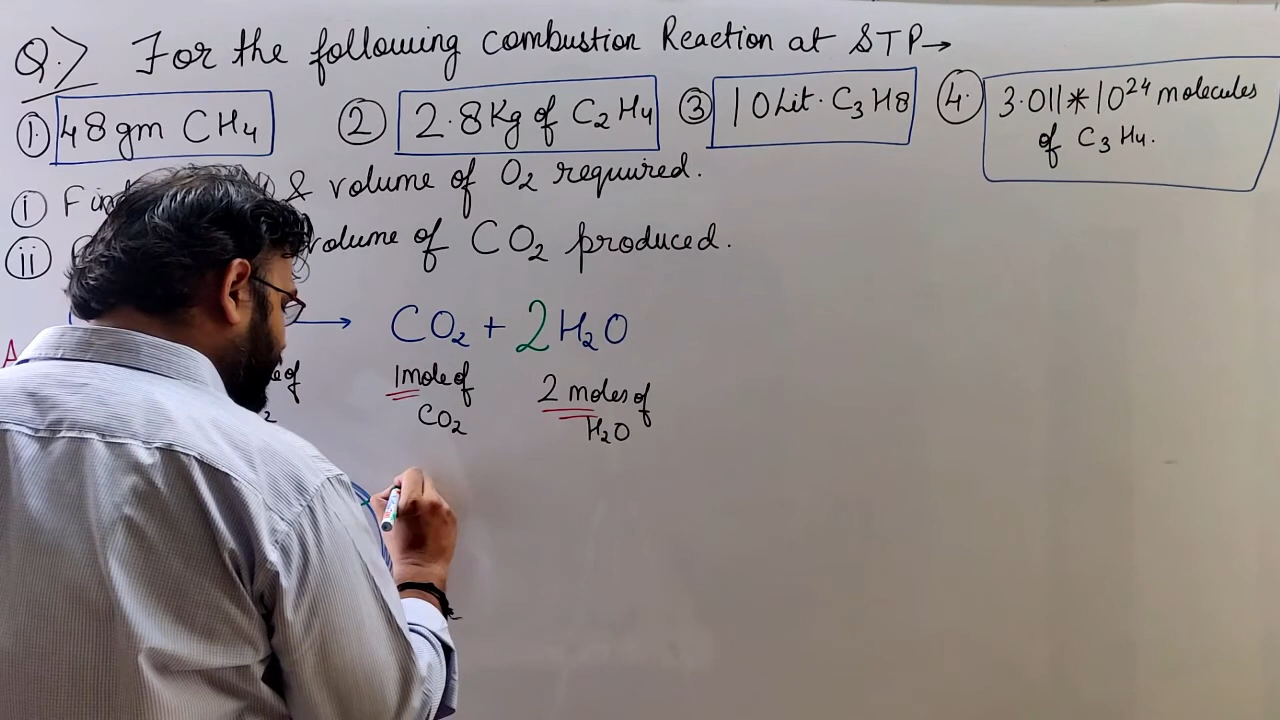 Q.> For the following combustion Reaction at STP→
① 48 gm CH4 ② 2.8 Kg of C2H4 ③ 10 Lit. C3H8 ④ 3.011*10^24 molecules
of C3H4.
ⓘ & volume of O2 required.
ⓘⓘ volume of CO2 produced.
→ CO2 + 2H2O
1 mole of 2 moles of
CO2 H2O